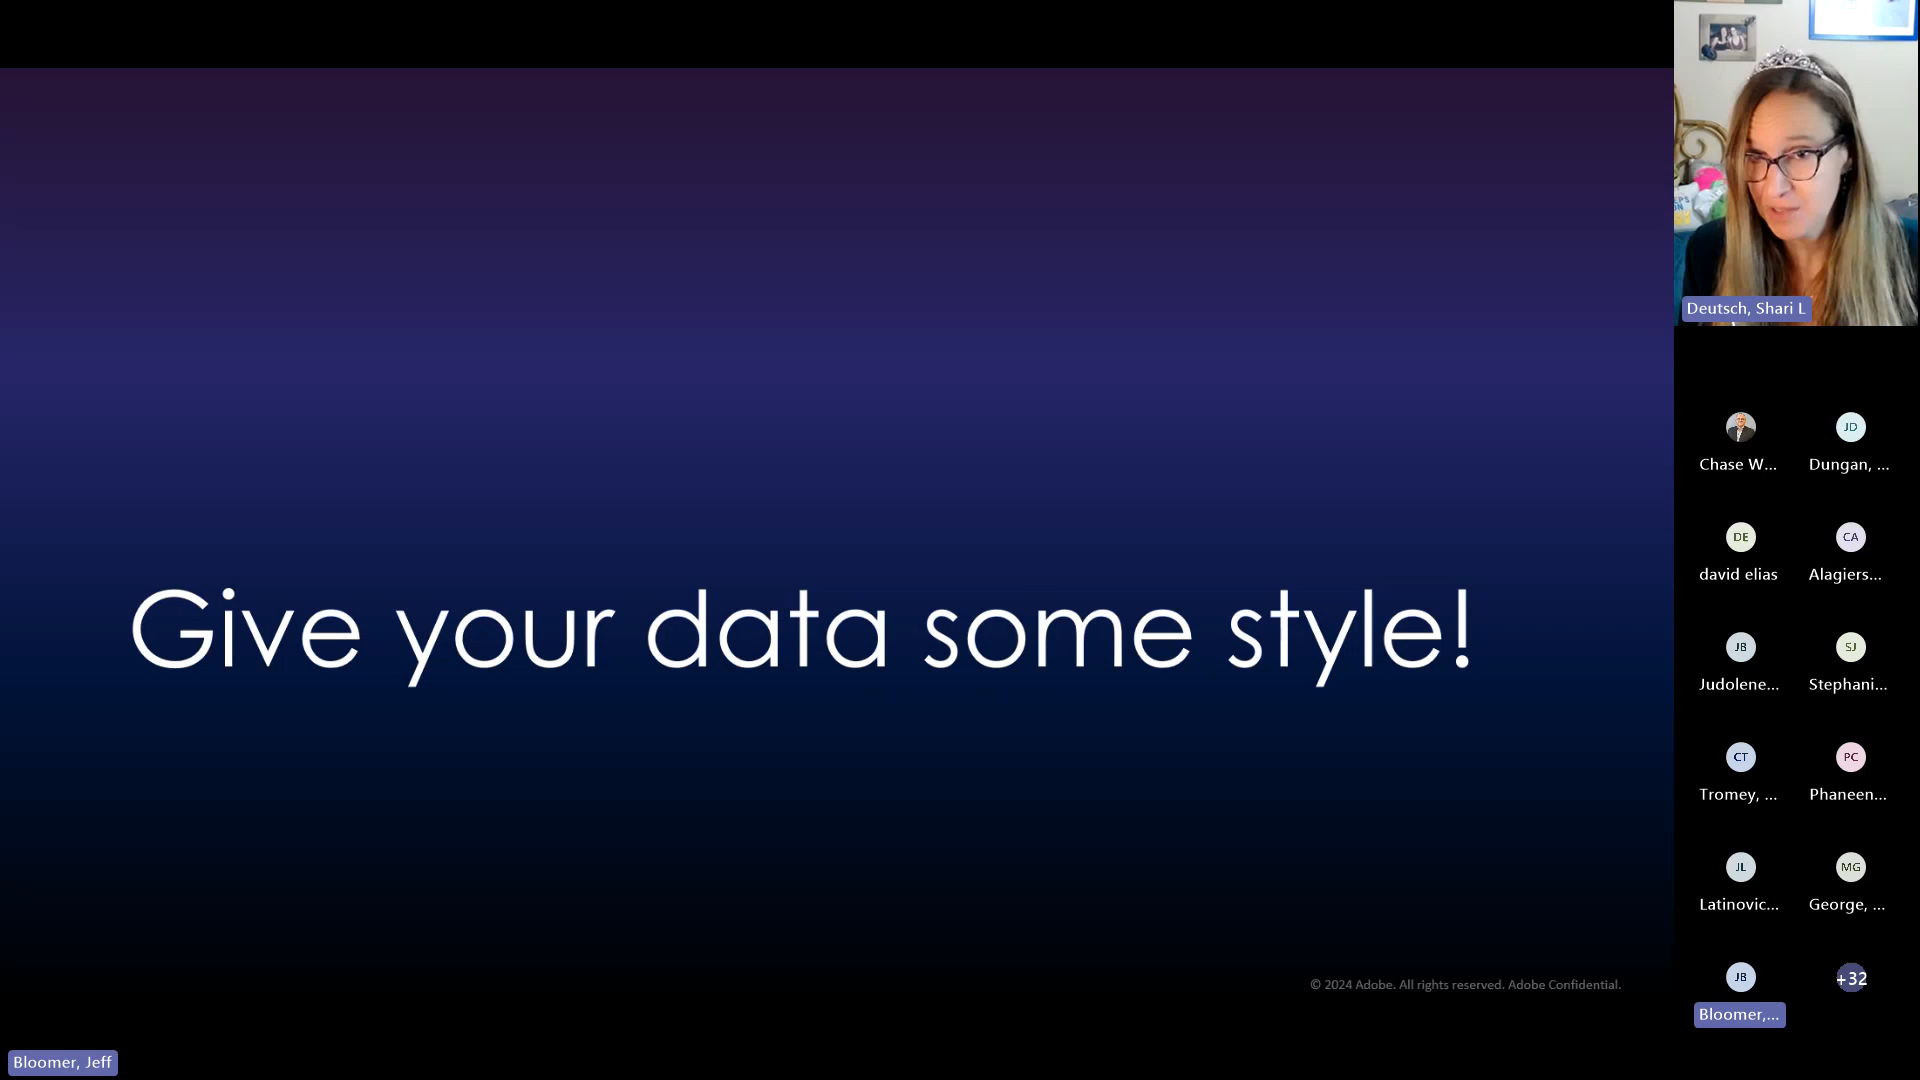 Give your data some style!
© 2024 Adobe. All rights reserved. Adobe Confidential.
Bloomer, Jeff
Deutsch, Shari L
JD
Chase W...
Dungan, ...
DE
CA
david elias
Alagiers...
JB
SJ
Judolene...
Stephani...
CT
PC
Tromey, ...
Phaneen...
JL
MG
Latinovic...
George, ...
JB
+32
Bloomer,...